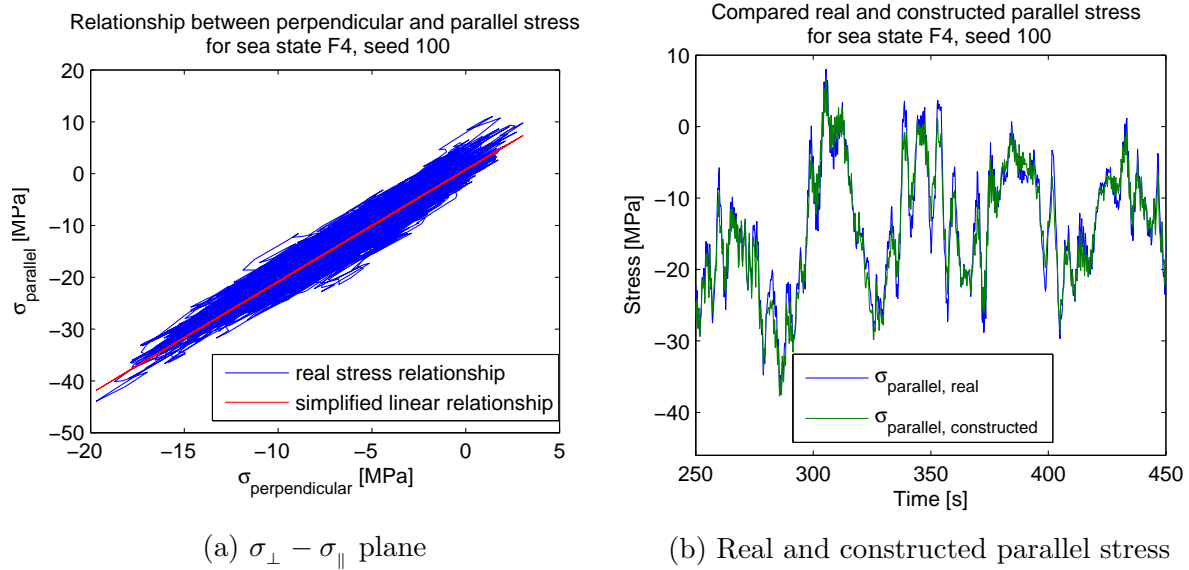 Relationship between perpendicular and parallel stress
for sea state F4, seed 100
20
10
0
−10
−20
−30
−40
−50
σparallel [MPa]
real stress relationship
simplified linear relationship
−20 −15 −10 −5 0 5
σperpendicular [MPa]
(a) σ⊥ − σ∥ plane
Compared real and constructed parallel stress
for sea state F4, seed 100
10
0
−10
−20
−30
−40
Stress [MPa]
σparallel, real
σparallel, constructed
250 300 350 400 450
Time [s]
(b) Real and constructed parallel stress